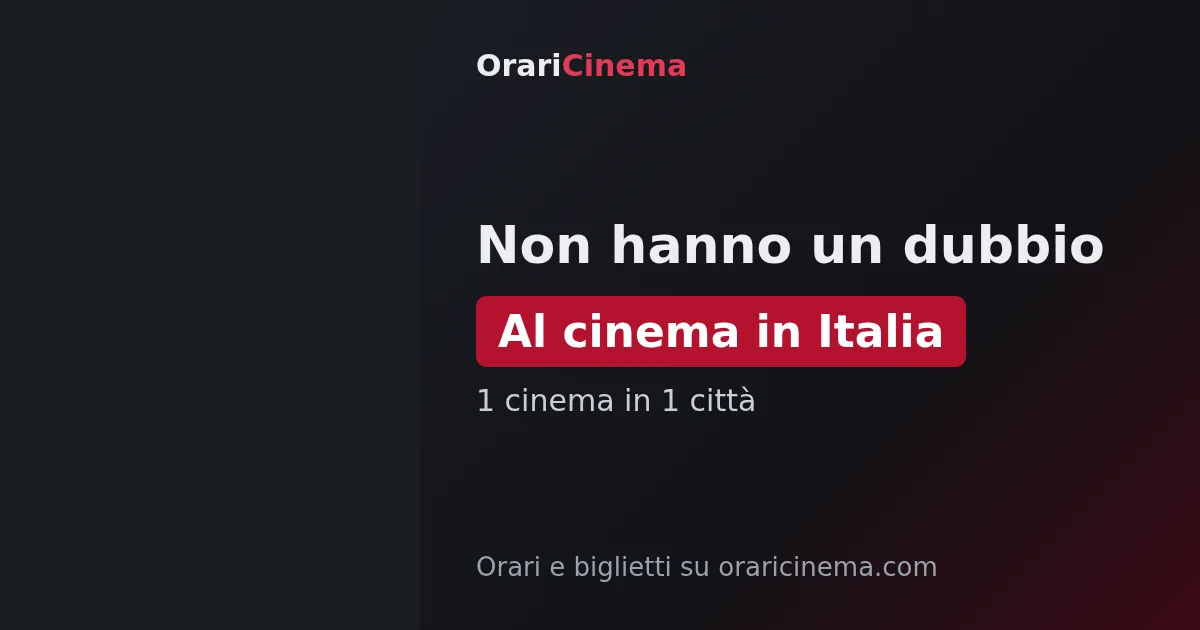 OrariCinema
Non hanno un dubbio
Al cinema in Italia
1 cinema in 1 città
Orari e biglietti su oraricinema.com